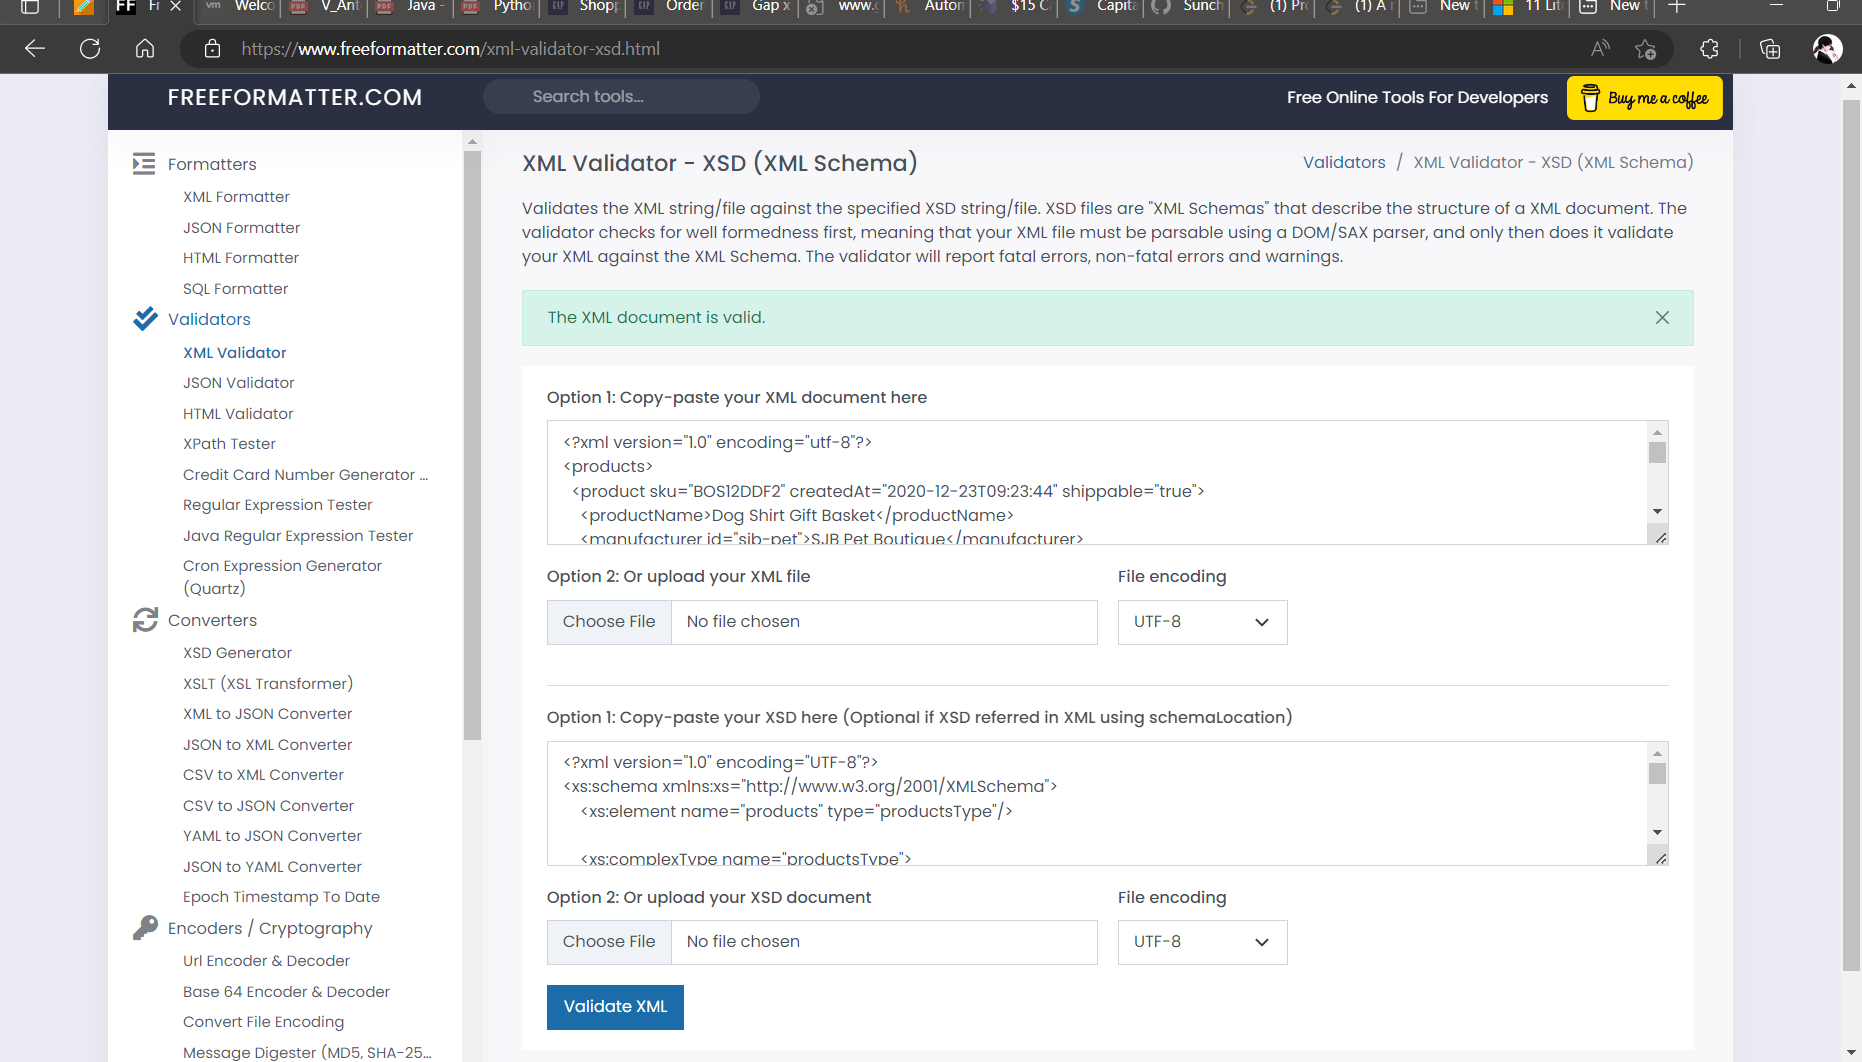 FF Fr
Welco
V_Ant
Java -
Pytho
Shopp
Order
Gap x
www.g
Autom
$15 C
Capita
Sunch
(1) Pro
(1) A r
New t
11 Lit
New t
https://www.freeformatter.com/xml-validator-xsd.html
FREEFORMATTER.COM
Search tools...
Free Online Tools For Developers
Buy me a coffee
Formatters
XML Formatter
JSON Formatter
HTML Formatter
SQL Formatter
Validators
XML Validator
JSON Validator
HTML Validator
XPath Tester
Credit Card Number Generator ...
Regular Expression Tester
Java Regular Expression Tester
Cron Expression Generator
(Quartz)
Converters
XSD Generator
XSLT (XSL Transformer)
XML to JSON Converter
JSON to XML Converter
CSV to XML Converter
CSV to JSON Converter
YAML to JSON Converter
JSON to YAML Converter
Epoch Timestamp To Date
Encoders / Cryptography
Url Encoder & Decoder
Base 64 Encoder & Decoder
Convert File Encoding
Message Digester (MD5, SHA-25...
XML Validator - XSD (XML Schema)
Validators / XML Validator - XSD (XML Schema)
Validates the XML string/file against the specified XSD string/file. XSD files are "XML Schemas" that describe the structure of a XML document. The
validator checks for well formedness first, meaning that your XML file must be parsable using a DOM/SAX parser, and only then does it validate
your XML against the XML Schema. The validator will report fatal errors, non-fatal errors and warnings.
The XML document is valid.
Option 1: Copy-paste your XML document here
<?xml version="1.0" encoding="utf-8"?>
<products>
<product sku="BOS12DDF2" createdAt="2020-12-23T09:23:44" shippable="true">
<productName>Dog Shirt Gift Basket</productName>
<manufacturer id="sjb-pet">SJB Pet Boutique</manufacturer>
Option 2: Or upload your XML file
File encoding
Choose File No file chosen
UTF-8
Option 1: Copy-paste your XSD here (Optional if XSD referred in XML using schemaLocation)
<?xml version="1.0" encoding="UTF-8"?>
<xs:schema xmlns:xs="http://www.w3.org/2001/XMLSchema">
<xs:element name="products" type="productsType"/>
<xs:complexType name="productsType">
Option 2: Or upload your XSD document
File encoding
Choose File No file chosen
UTF-8
Validate XML